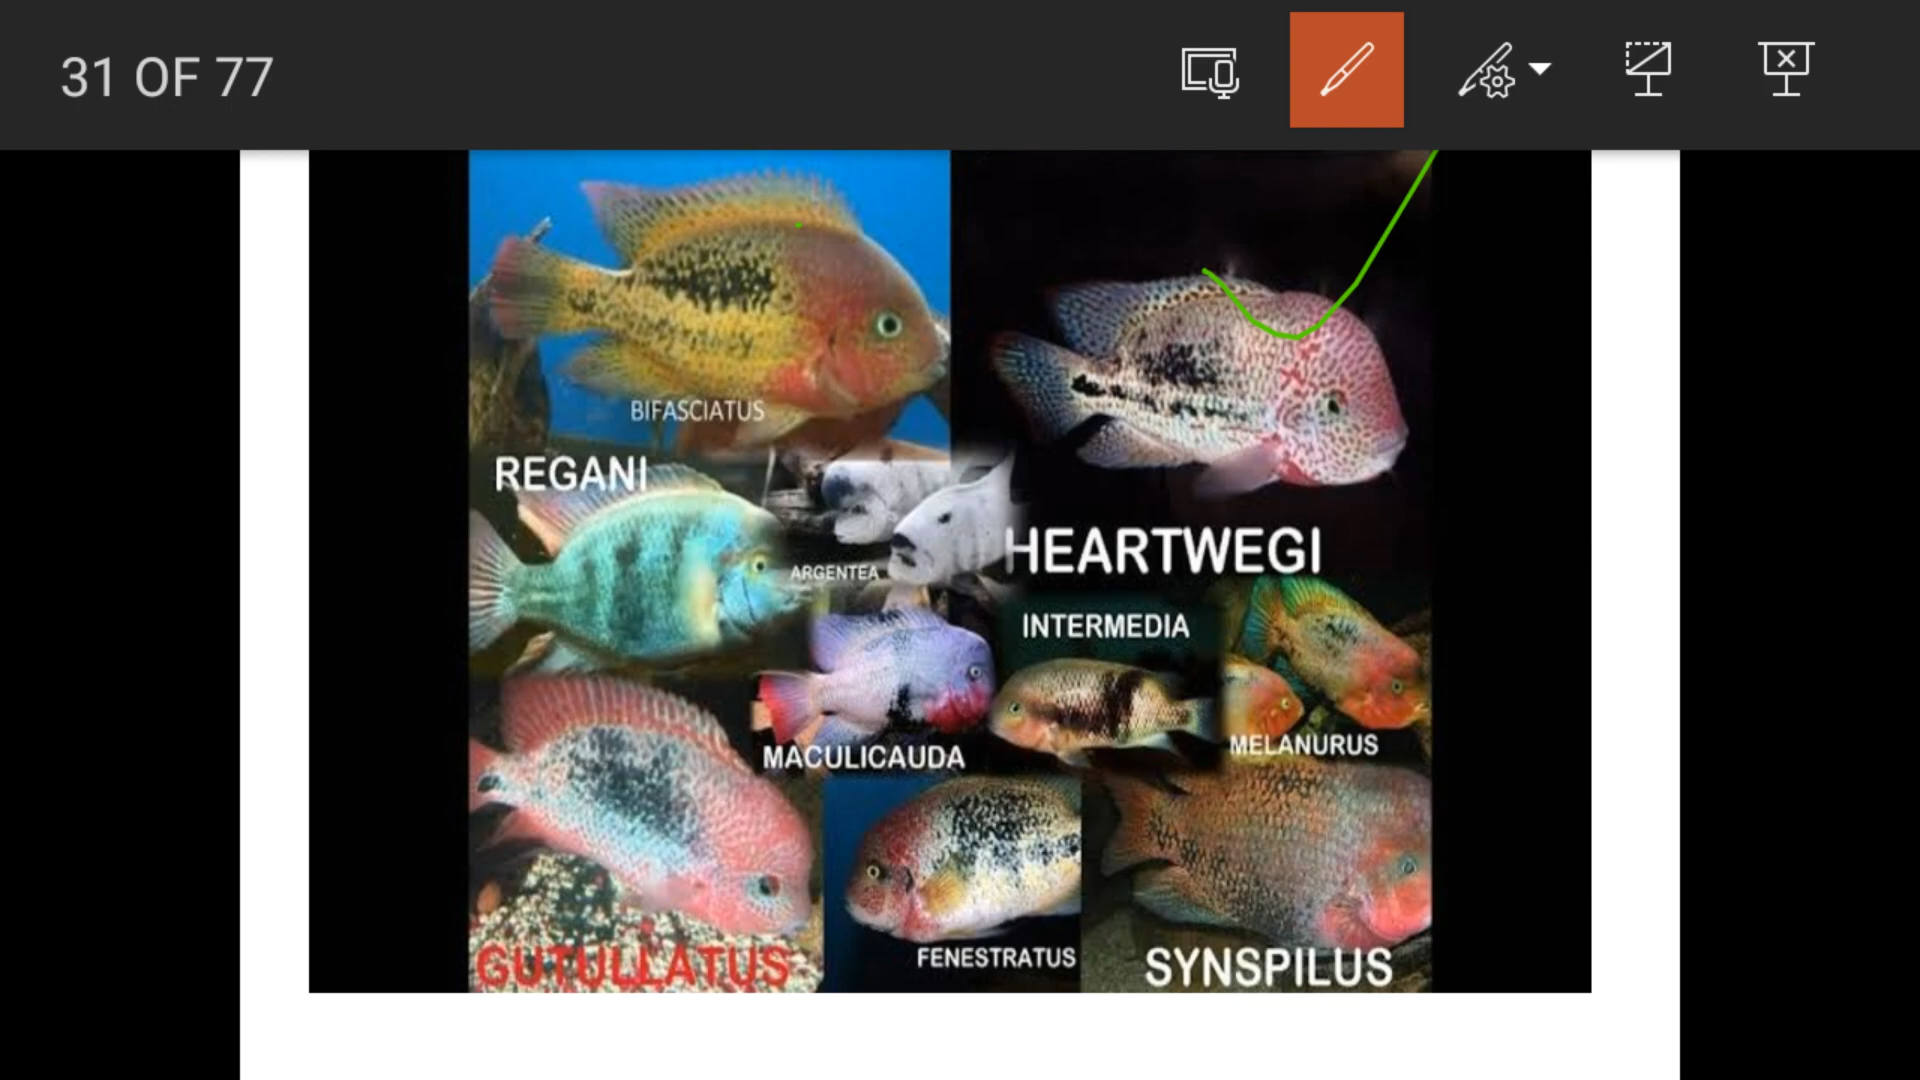 31 OF 77
BIFASCIATUS
REGANI
HEARTWEGI
ARGENTEA
INTERMEDIA
MACULICAUDA
MELANURUS
GUTULLATUS
FENESTRATUS
SYNSPILUS